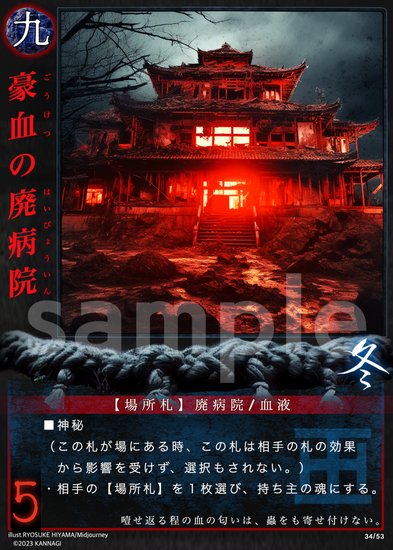 九
豪血の廃病院
ごうけつ
はいびょういん
sample
冬
【場所札】廃病院/血液
雨
■神秘
（この札が場にある時、この札は相手の札の効果
から影響を受けず、選択もされない。）
・相手の【場所札】を１枚選び、持ち主の魂にする。
5
噎せ返る程の血の匂いは、蟲をも寄せ付けない。
illust.RYOSUKE HIYAMA/Midjourney
34/53
©2023 KANNAGI